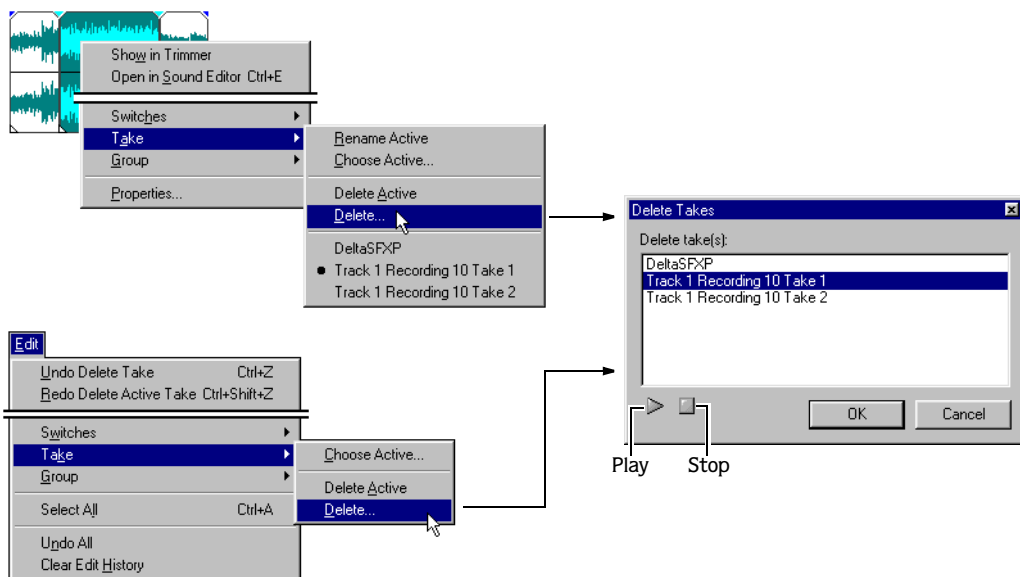 Show in Trimmer
Open in Sound Editor Ctrl+E
Switches
Take
Group
Properties...
Rename Active
Choose Active...
Delete Active
Delete...
DeltaSFXP
Track 1 Recording 10 Take 1
Track 1 Recording 10 Take 2
Delete Takes
Delete take(s):
DeltaSFXP
Track 1 Recording 10 Take 1
Track 1 Recording 10 Take 2
OK
Cancel
Play
Stop
Edit
Undo Delete Take Ctrl+Z
Redo Delete Active Take Ctrl+Shift+Z
Switches
Take
Group
Select All Ctrl+A
Undo All
Clear Edit History
Choose Active...
Delete Active
Delete...